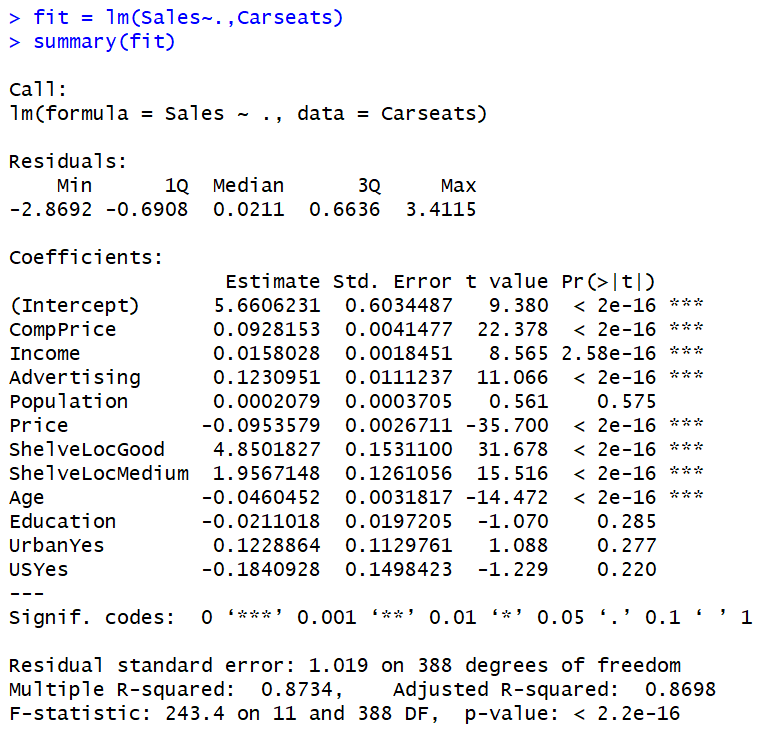 > fit = lm(Sales~.,Carseats)
> summary(fit)
Call:
lm(formula = Sales ~ ., data = Carseats)
Residuals:
    Min      1Q  Median      3Q     Max
-2.8692 -0.6908  0.0211  0.6636  3.4115
Coefficients:
                  Estimate Std. Error t value Pr(>|t|)
(Intercept)      5.6606231  0.6034487   9.380  < 2e-16 ***
CompPrice        0.0928153  0.0041477  22.378  < 2e-16 ***
Income           0.0158028  0.0018451   8.565 2.58e-16 ***
Advertising      0.1230951  0.0111237  11.066  < 2e-16 ***
Population       0.0002079  0.0003705   0.561    0.575
Price           -0.0953579  0.0026711 -35.700  < 2e-16 ***
ShelveLocGood    4.8501827  0.1531100  31.678  < 2e-16 ***
ShelveLocMedium  1.9567148  0.1261056  15.516  < 2e-16 ***
Age             -0.0460452  0.0031817 -14.472  < 2e-16 ***
Education       -0.0211018  0.0197205  -1.070    0.285
UrbanYes         0.1228864  0.1129761   1.088    0.277
USYes           -0.1840928  0.1498423  -1.229    0.220
---
Signif. codes:  0 ‘***’ 0.001 ‘**’ 0.01 ‘*’ 0.05 ‘.’ 0.1 ‘ ’ 1
Residual standard error: 1.019 on 388 degrees of freedom
Multiple R-squared:  0.8734,    Adjusted R-squared:  0.8698
F-statistic: 243.4 on 11 and 388 DF,  p-value: < 2.2e-16